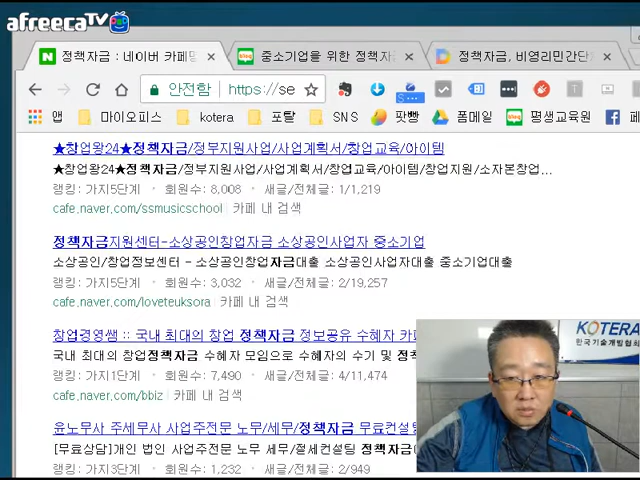 afreecaTV
정책자금 : 네이버 카페명
중소기업을 위한 정책자
정책자금, 비영리민간단
안전함
https://se
앱
마이오피스
kotera
포탈
SNS
팟빵
폼메일
평생교육원
★창업왕24★정책자금/정부지원사업/사업계획서/창업교육/아이템
★창업왕24★정책자금/정부지원사업/사업계획서/창업교육/아이템/창업지원/소자본창업...
랭킹: 가지5단계 · 회원수: 8,008 · 새글/전체글: 1/1,219
cafe.naver.com/ssmusicschool 카페 내 검색
정책자금지원센터-소상공인창업자금 소상공인사업자 중소기업
소상공인/창업정보센터 - 소상공인창업자금대출 소상공인사업자대출 중소기업대출
랭킹: 가지5단계 · 회원수: 3,032 · 새글/전체글: 2/19,257
cafe.naver.com/loveteuksora 카페 내 검색
창업경영쌤 :: 국내 최대의 창업 정책자금 정보공유 수혜자 카
국내 최대의 창업정책자금 수혜자 모임으로 수혜자의 수기 및 정
랭킹: 가지1단계 · 회원수: 7,490 · 새글/전체글: 4/11,474
cafe.naver.com/bbiz 카페 내 검색
KOTERA
한국기술개발협회
윤노무사 주세무사 사업주전문 노무/세무/정책자금 무료컨설팅
[무료상담]개인 법인 사업주전문 노무 세무/절세컨설팅 정책자금
랭킹: 가지3단계 · 회원수: 1,232 · 새글/전체글: 2/949